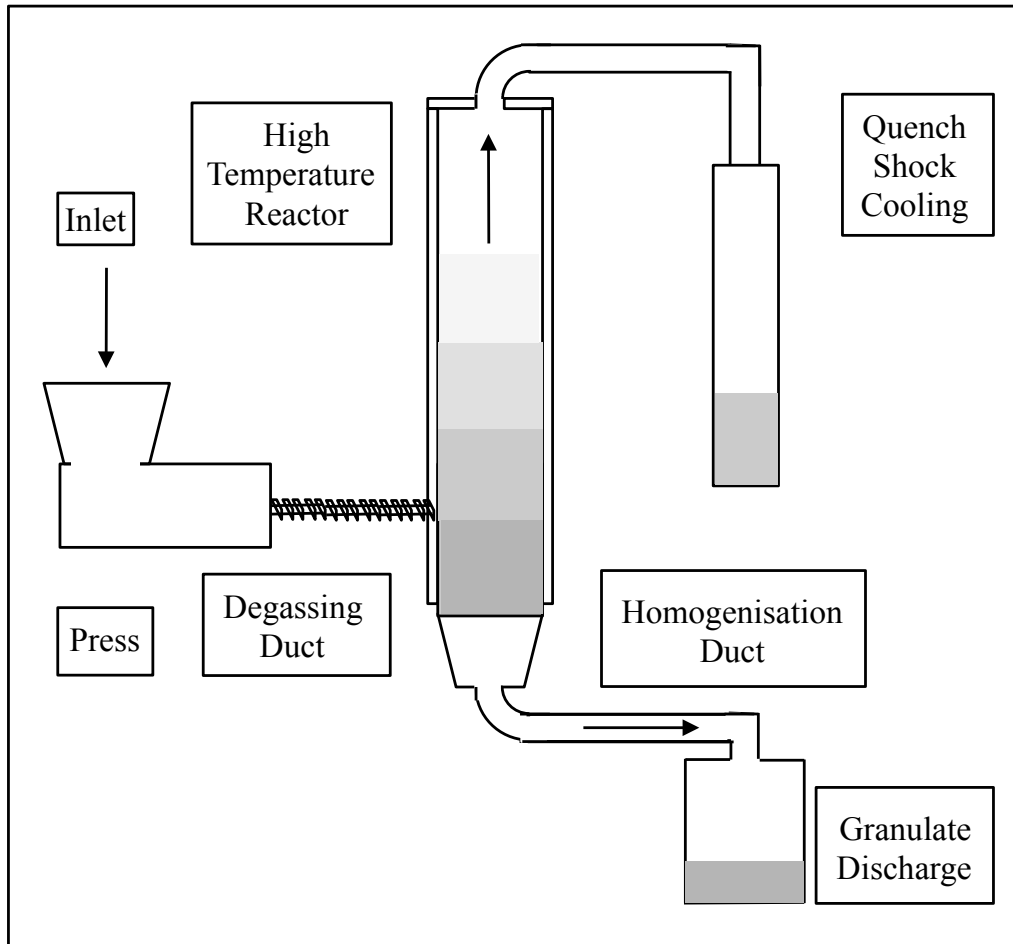 High
Temperature
Reactor
Quench
Shock
Cooling
Inlet
Press
Degassing
Duct
Homogenisation
Duct
Granulate
Discharge